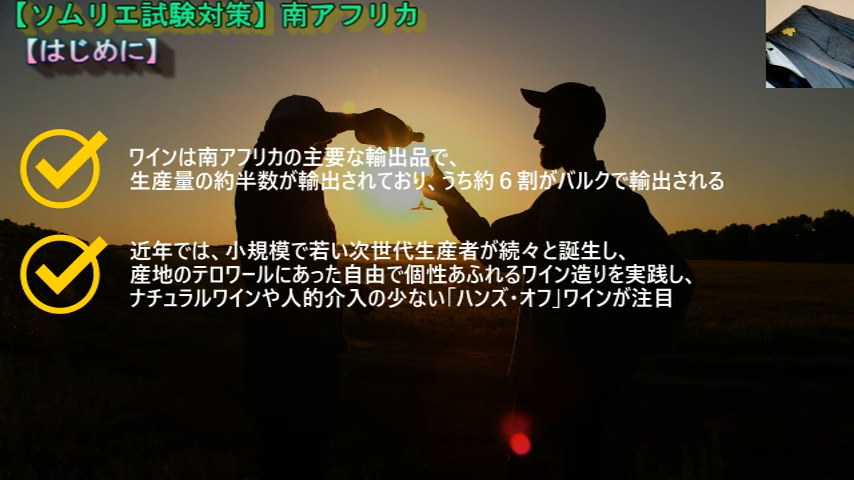 【ソムリエ試験対策】南アフリカ
【はじめに】
ワインは南アフリカの主要な輸出品で、
生産量の約半数が輸出されており、うち約６割がバルクで輸出される
近年では、小規模で若い次世代生産者が続々と誕生し、
産地のテロワールにあった自由で個性あふれるワイン造りを実践し、
ナチュラルワインや人的介入の少ない「ハンズ・オフ」ワインが注目